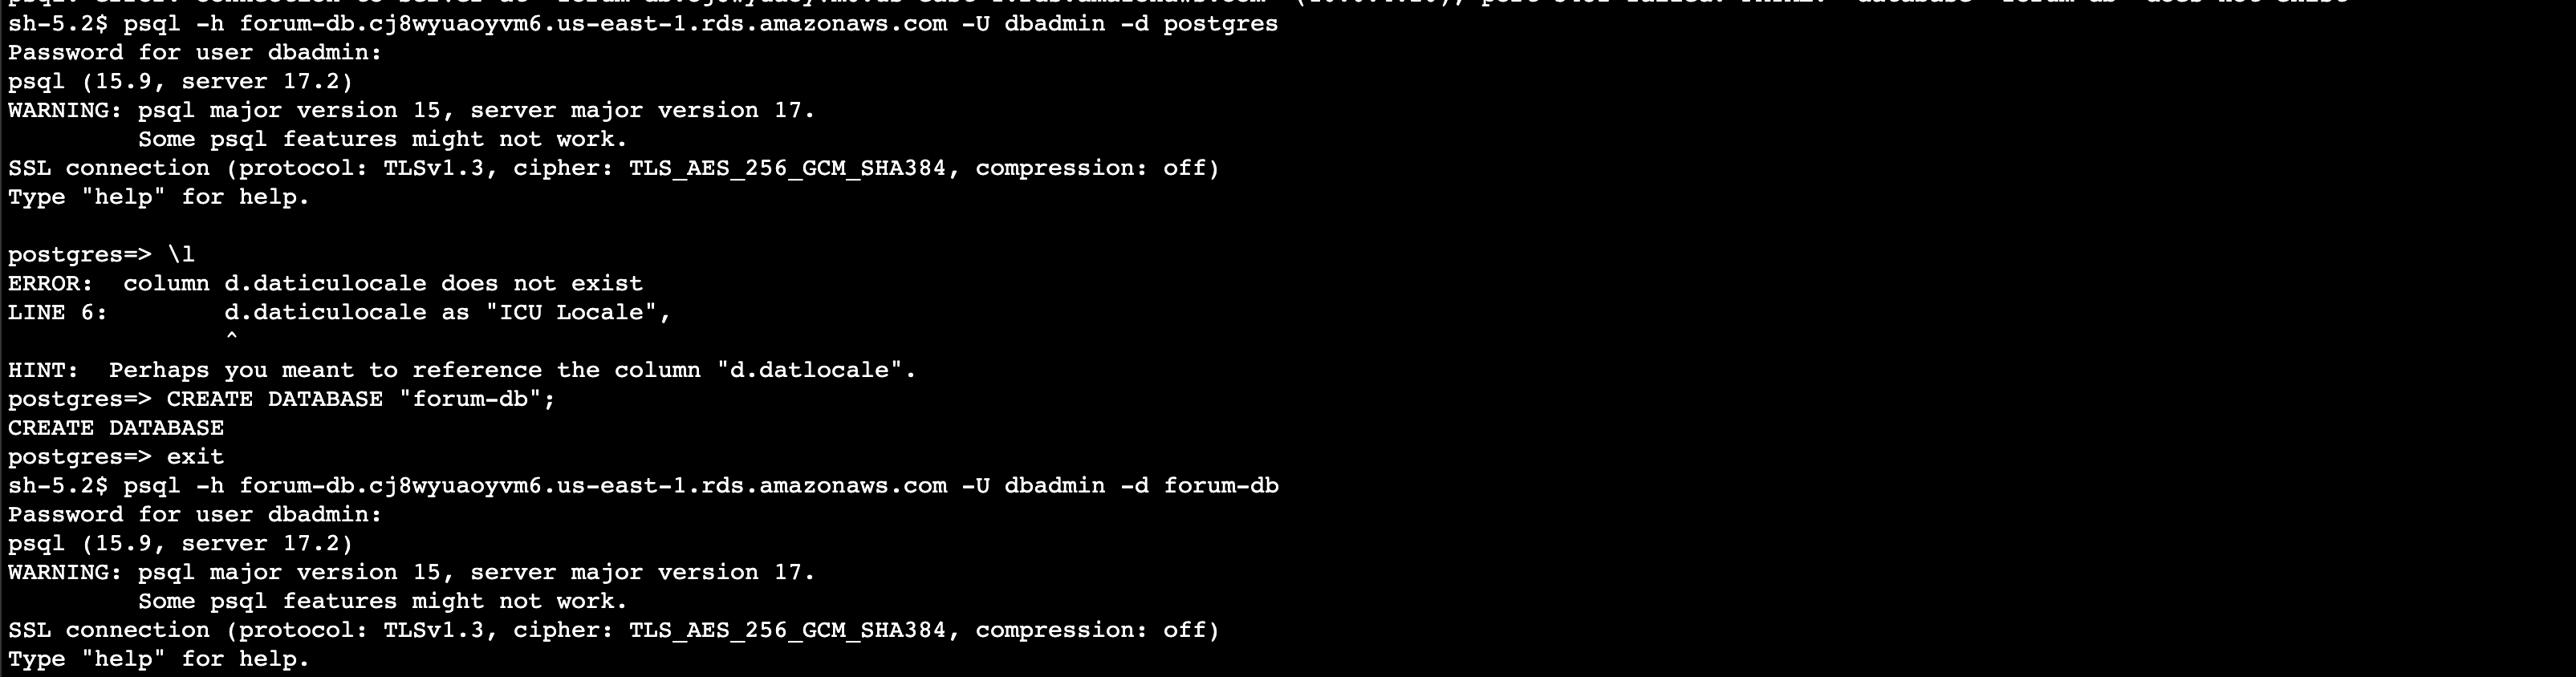 sh-5.2$ psql -h forum-db.cj8wyuaoyvm6.us-east-1.rds.amazonaws.com -U dbadmin -d postgres
Password for user dbadmin:
psql (15.9, server 17.2)
WARNING: psql major version 15, server major version 17.
         Some psql features might not work.
SSL connection (protocol: TLSv1.3, cipher: TLS_AES_256_GCM_SHA384, compression: off)
Type "help" for help.

postgres=> \l
ERROR:  column d.daticulocale does not exist
LINE 6:        d.daticulocale as "ICU Locale",
               ^
HINT:  Perhaps you meant to reference the column "d.datlocale".
postgres=> CREATE DATABASE "forum-db";
CREATE DATABASE
postgres=> exit
sh-5.2$ psql -h forum-db.cj8wyuaoyvm6.us-east-1.rds.amazonaws.com -U dbadmin -d forum-db
Password for user dbadmin:
psql (15.9, server 17.2)
WARNING: psql major version 15, server major version 17.
         Some psql features might not work.
SSL connection (protocol: TLSv1.3, cipher: TLS_AES_256_GCM_SHA384, compression: off)
Type "help" for help.